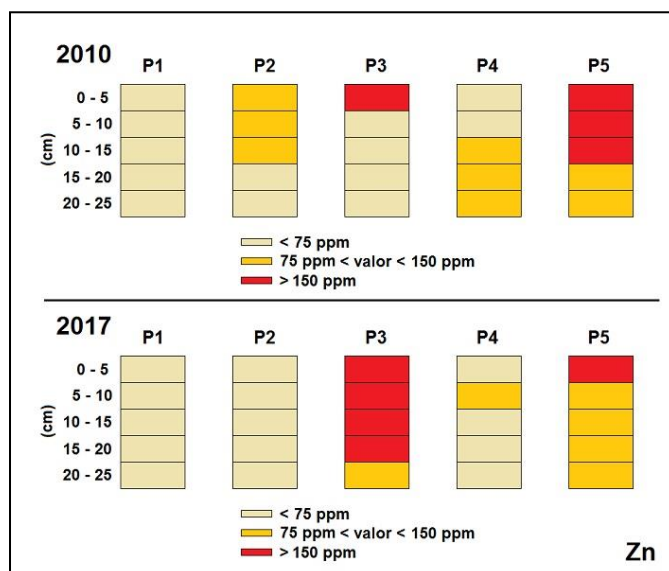 2010
P1 P2 P3 P4 P5
0 - 5
5 - 10
10 - 15
15 - 20
20 - 25
(cm)
< 75 ppm
75 ppm < valor < 150 ppm
> 150 ppm
2017
P1 P2 P3 P4 P5
0 - 5
5 - 10
10 - 15
15 - 20
20 - 25
(cm)
< 75 ppm
75 ppm < valor < 150 ppm
> 150 ppm
Zn